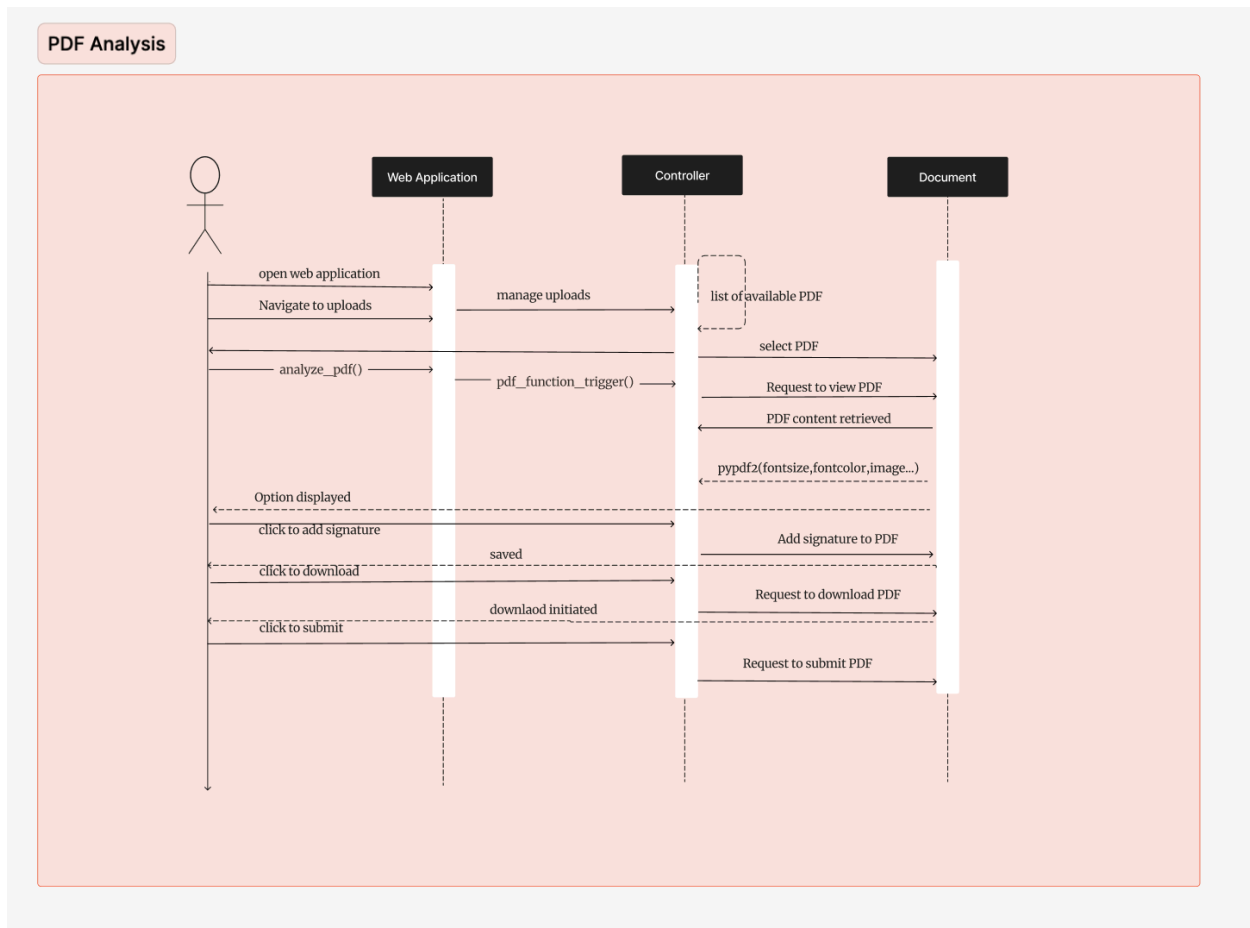 PDF Analysis
Web Application
Controller
Document
open web application
manage uploads
list of available PDF
Navigate to uploads
select PDF
analyze_pdf()
pdf_function_trigger()
Request to view PDF
PDF content retrieved
pypdf2(fontsize,fontcolor,image...)
Option displayed
click to add signature
Add signature to PDF
saved
click to download
Request to download PDF
downlaod initiated
click to submit
Request to submit PDF